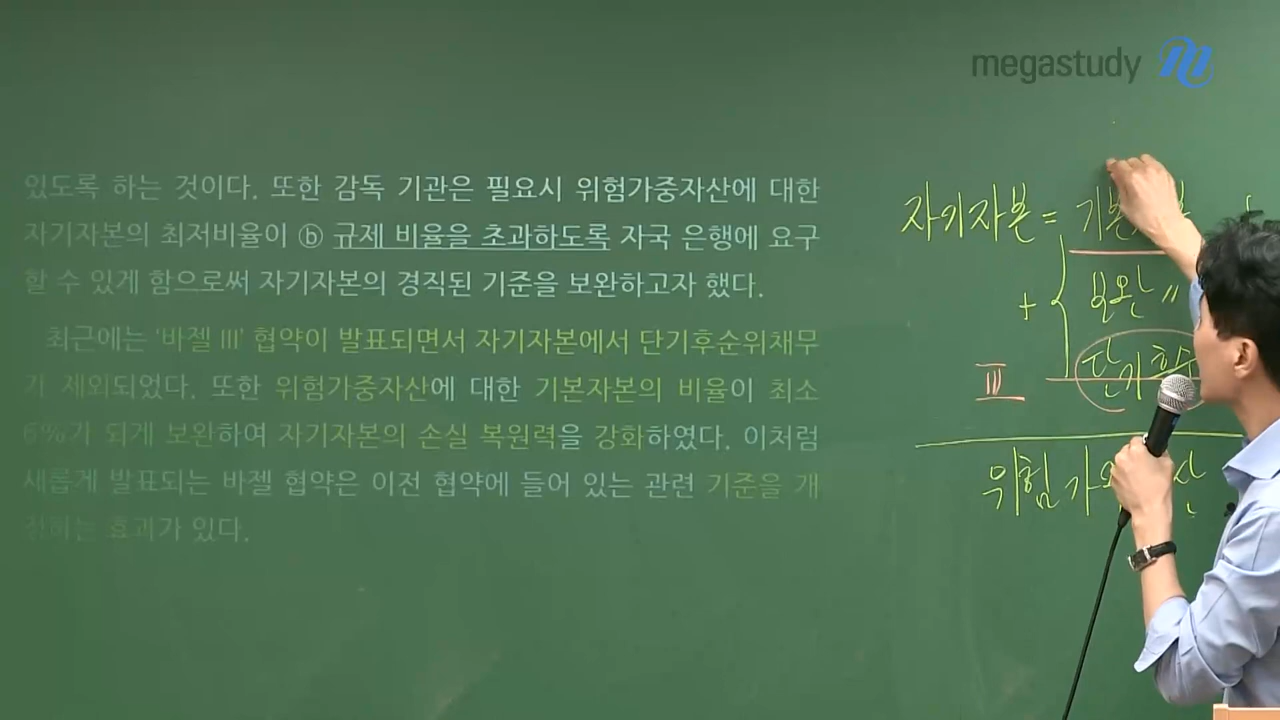 megastudy
있도록 하는 것이다. 또한 감독 기관은 필요시 위험가중자산에 대한
자기자본의 최저비율이 ⓑ 규제 비율을 초과하도록 자국 은행에 요구
할 수 있게 함으로써 자기자본의 경직된 기준을 보완하고자 했다.
최근에는 '바젤 III' 협약이 발표되면서 자기자본에서 단기후순위채무
가 제외되었다. 또한 위험가중자산에 대한 기본자본의 비율이 최소
6%가 되게 보완하여 자기자본의 손실 복원력을 강화하였다. 이처럼
새롭게 발표되는 바젤 협약은 이전 협약에 들어 있는 관련 기준을 개
정하는 효과가 있다.
자기자본 =
+ 보완 〃
단기후
Ⅲ
위험가